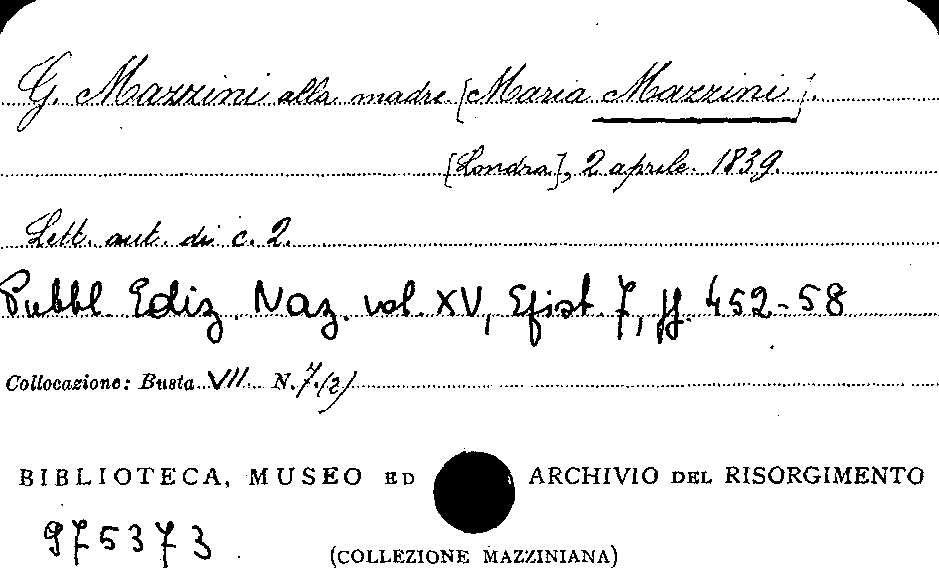 G. Mazzini alla madre [Maria Mazzini].
[Londra], 2 aprile 1839.
Lett. aut. di c. 2.
Pubbl. Ediz. Naz. vol. XV, Epist. 7, pp. 452-58
Collocazione: Busta VII N. 7(2)
BIBLIOTECA, MUSEO ED ARCHIVIO DEL RISORGIMENTO
975373
(COLLEZIONE MAZZINIANA)